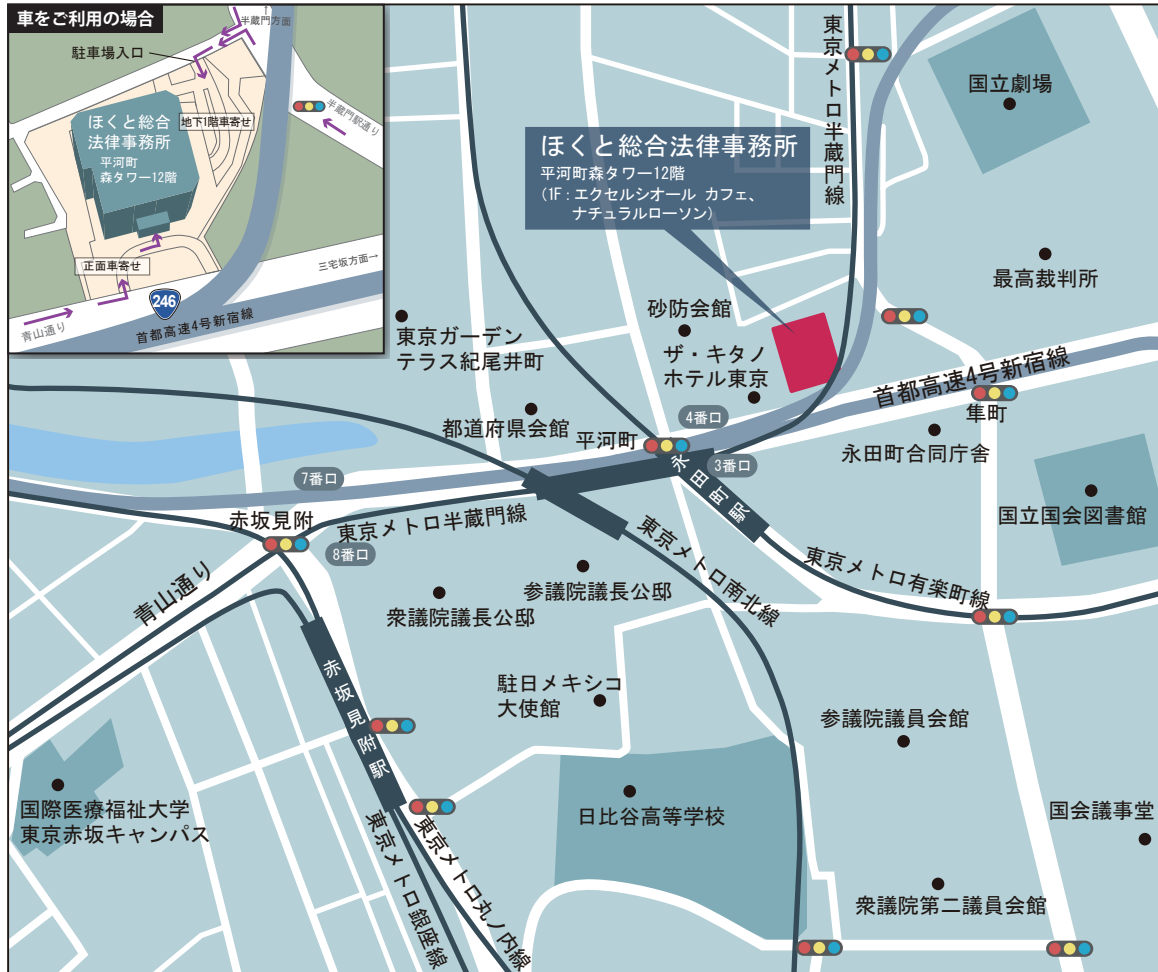 車をご利用の場合
↑
半蔵門方面
駐車場入口
地下1階車寄せ
半蔵門駅通り
ほくと総合
法律事務所
平河町
森タワー12階
正面車寄せ
三宅坂方面→
246
青山通り
首都高速4号新宿線
東京メトロ半蔵門線
国立劇場
ほくと総合法律事務所
平河町森タワー12階
(1F:エクセルシオール カフェ、
ナチュラルローソン)
最高裁判所
砂防会館
東京ガーデン
テラス紀尾井町
ザ・キタノ
ホテル東京
首都高速4号新宿線
隼町
4番口
都道府県会館
平河町
永田町合同庁舎
3番口
永田町駅
7番口
国立国会図書館
赤坂見附
東京メトロ半蔵門線
8番口
青山通り
参議院議長公邸
東京メトロ南北線
東京メトロ有楽町線
衆議院議長公邸
赤坂見附駅
駐日メキシコ
大使館
参議院議員会館
国際医療福祉大学
東京赤坂キャンパス
日比谷高等学校
国会議事堂
東京メトロ銀座線
東京メトロ丸ノ内線
衆議院第二議員会館